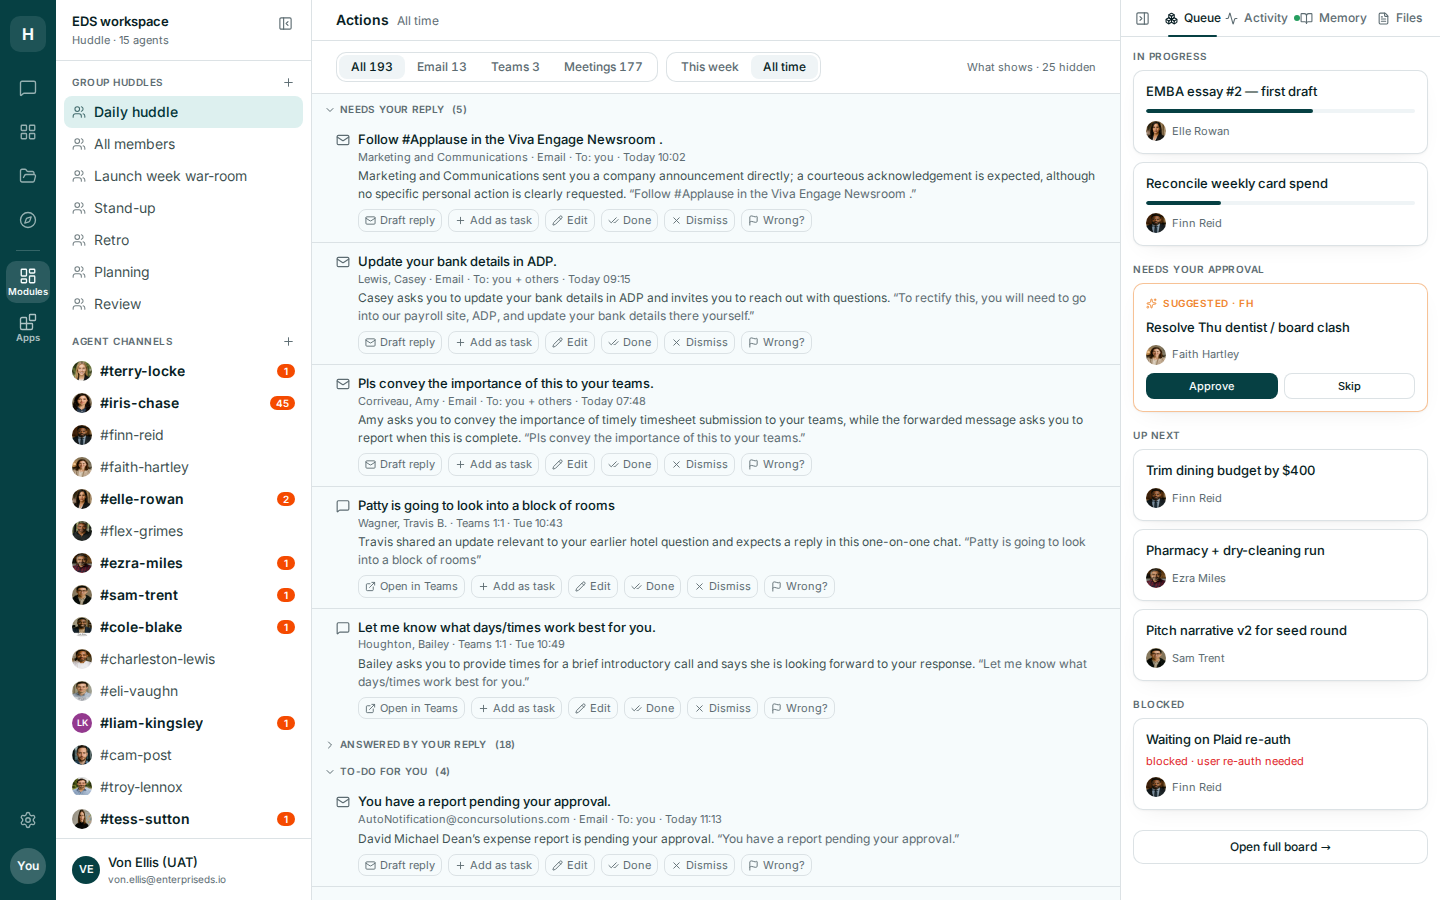 H
Modules
Apps
You
EDS workspace
Huddle · 15 agents
GROUP HUDDLES
Daily huddle
All members
Launch week war-room
Stand-up
Retro
Planning
Review
AGENT CHANNELS
#terry-locke 1
#iris-chase 45
#finn-reid
#faith-hartley
#elle-rowan 2
#flex-grimes
#ezra-miles 1
#sam-trent 1
#cole-blake 1
#charleston-lewis
#eli-vaughn
LK #liam-kingsley 1
#cam-post
#troy-lennox
#tess-sutton 1
VE Von Ellis (UAT)
von.ellis@enterpriseds.io
Actions All time
All 193 Email 13 Teams 3 Meetings 177 This week All time What shows · 25 hidden
NEEDS YOUR REPLY (5)
Follow #Applause in the Viva Engage Newsroom .
Marketing and Communications · Email · To: you · Today 10:02
Marketing and Communications sent you a company announcement directly; a courteous acknowledgement is expected, although
no specific personal action is clearly requested. “Follow #Applause in the Viva Engage Newsroom .”
Draft reply Add as task Edit Done Dismiss Wrong?
Update your bank details in ADP.
Lewis, Casey · Email · To: you + others · Today 09:15
Casey asks you to update your bank details in ADP and invites you to reach out with questions. “To rectify this, you will need to go
into our payroll site, ADP, and update your bank details there yourself.”
Draft reply Add as task Edit Done Dismiss Wrong?
Pls convey the importance of this to your teams.
Corriveau, Amy · Email · To: you + others · Today 07:48
Amy asks you to convey the importance of timely timesheet submission to your teams, while the forwarded message asks you to
report when this is complete. “Pls convey the importance of this to your teams.”
Draft reply Add as task Edit Done Dismiss Wrong?
Patty is going to look into a block of rooms
Wagner, Travis B. · Teams 1:1 · Tue 10:43
Travis shared an update relevant to your earlier hotel question and expects a reply in this one-on-one chat. “Patty is going to look
into a block of rooms”
Open in Teams Add as task Edit Done Dismiss Wrong?
Let me know what days/times work best for you.
Houghton, Bailey · Teams 1:1 · Tue 10:49
Bailey asks you to provide times for a brief introductory call and says she is looking forward to your response. “Let me know what
days/times work best for you.”
Open in Teams Add as task Edit Done Dismiss Wrong?
ANSWERED BY YOUR REPLY (18)
TO-DO FOR YOU (4)
You have a report pending your approval.
AutoNotification@concursolutions.com · Email · To: you · Today 11:13
David Michael Dean’s expense report is pending your approval. “You have a report pending your approval.”
Draft reply Add as task Edit Done Dismiss Wrong?
Queue Activity Memory Files
IN PROGRESS
EMBA essay #2 — first draft
Elle Rowan
Reconcile weekly card spend
Finn Reid
NEEDS YOUR APPROVAL
SUGGESTED · FH
Resolve Thu dentist / board clash
Faith Hartley
Approve Skip
UP NEXT
Trim dining budget by $400
Finn Reid
Pharmacy + dry-cleaning run
Ezra Miles
Pitch narrative v2 for seed round
Sam Trent
BLOCKED
Waiting on Plaid re-auth
blocked · user re-auth needed
Finn Reid
Open full board →